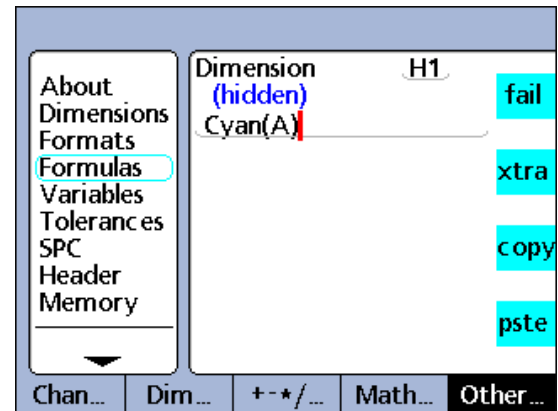 About
Dimensions
Formats
Formulas
Variables
Tolerances
SPC
Header
Memory
Dimension H1
(hidden)
Cyan(A)
fail
xtra
copy
pste
Chan... Dim... +-*/... Math... Other...